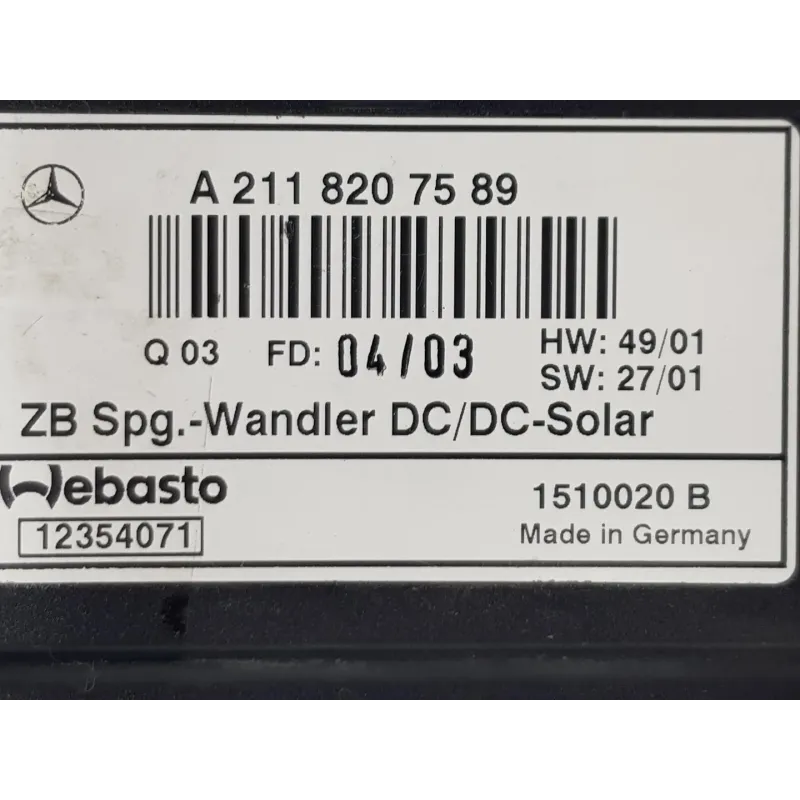 A 211 820 75 89
Q 03 FD: 04/03 HW: 49/01
SW: 27/01
ZB Spg.-Wandler DC/DC-Solar
Webasto 1510020 B
12354071 Made in Germany